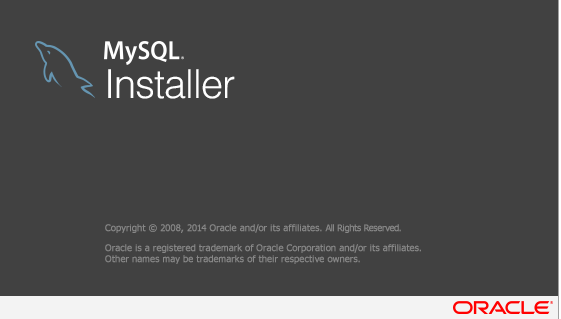 MySQL.
Installer
Copyright © 2008, 2014 Oracle and/or its affiliates. All Rights Reserved.
Oracle is a registered trademark of Oracle Corporation and/or its affiliates.
Other names may be trademarks of their respective owners.
ORACLE®